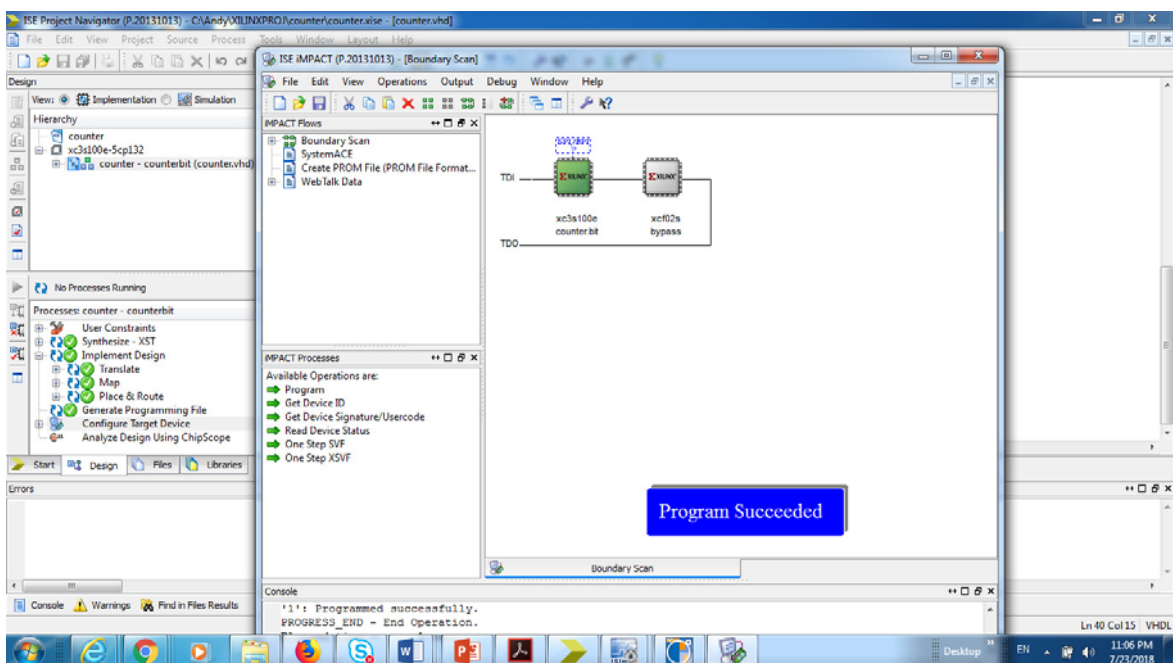 ISE Project Navigator (P.20131013) - C:\Andy\XILINXPROJ\counter\counter.xise - [counter.vhd]
File Edit View Project Source Process Tools Window Layout Help
Design
View: Implementation Simulation
Hierarchy
counter
xc3s100e-5cp132
counter - counterbit (counter.vhd)
No Processes Running
Processes: counter - counterbit
User Constraints
Synthesize - XST
Implement Design
Translate
Map
Place & Route
Generate Programming File
Configure Target Device
Analyze Design Using ChipScope
Start Design Files Libraries
Errors
Console Warnings Find in Files Results
ISE iMPACT (P.20131013) - [Boundary Scan]
File Edit View Operations Output Debug Window Help
iMPACT Flows
Boundary Scan
SystemACE
Create PROM File (PROM File Format...
WebTalk Data
iMPACT Processes
Available Operations are:
Program
Get Device ID
Get Device Signature/Usercode
Read Device Status
One Step SVF
One Step XSVF
TDI
XILINX XILINX
xc3s100e xcf02s
counter.bit bypass
TDO
Program Succeeded
Boundary Scan
Console
'1': Programmed successfully.
PROGRESS_END - End Operation.
Ln 40 Col 15 VHDL
Desktop EN 11:06 PM
7/23/2018